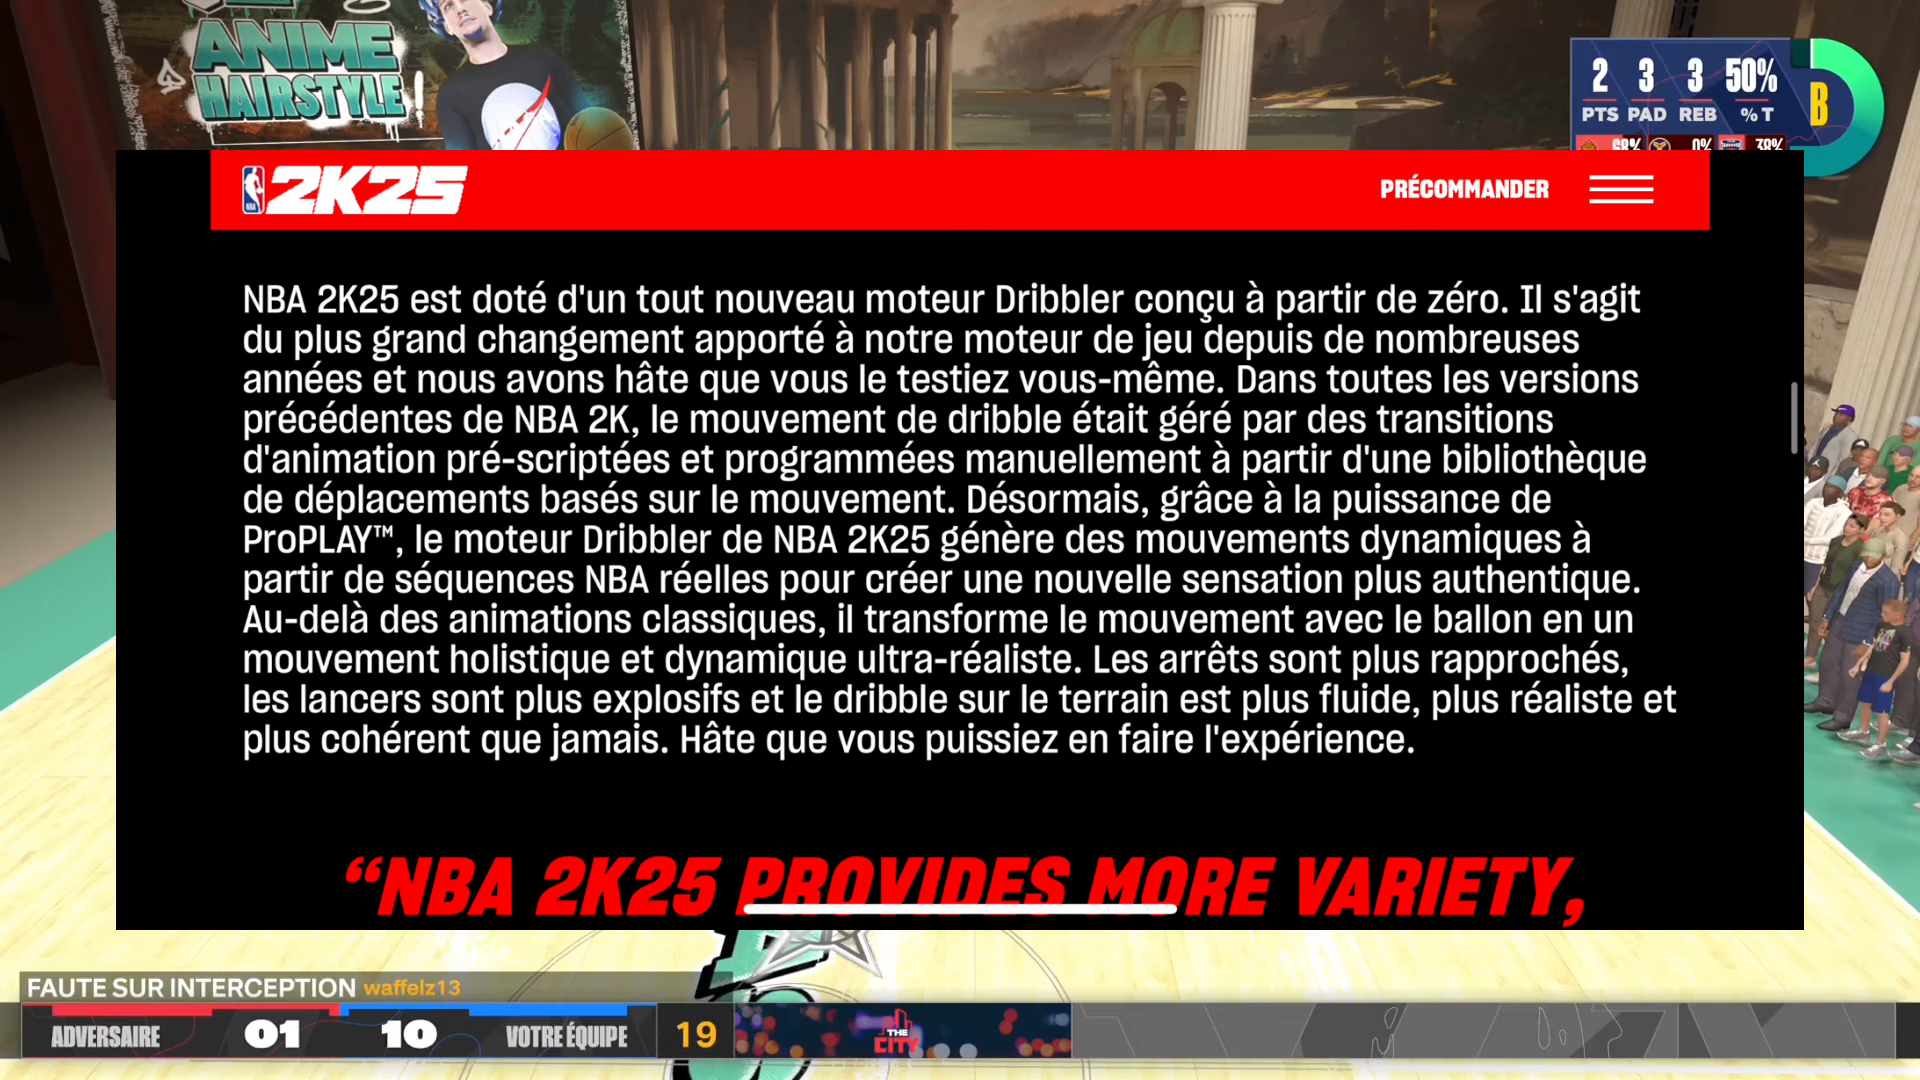 ANIME
HAIRSTYLE!
2 3 3 50%
PTS PAD REB %T
B
68% 0% 38%
NBA 2K25
PRÉCOMMANDER
NBA 2K25 est doté d'un tout nouveau moteur Dribbler conçu à partir de zéro. Il s'agit
du plus grand changement apporté à notre moteur de jeu depuis de nombreuses
années et nous avons hâte que vous le testiez vous-même. Dans toutes les versions
précédentes de NBA 2K, le mouvement de dribble était géré par des transitions
d'animation pré-scriptées et programmées manuellement à partir d'une bibliothèque
de déplacements basés sur le mouvement. Désormais, grâce à la puissance de
ProPLAY™, le moteur Dribbler de NBA 2K25 génère des mouvements dynamiques à
partir de séquences NBA réelles pour créer une nouvelle sensation plus authentique.
Au-delà des animations classiques, il transforme le mouvement avec le ballon en un
mouvement holistique et dynamique ultra-réaliste. Les arrêts sont plus rapprochés,
les lancers sont plus explosifs et le dribble sur le terrain est plus fluide, plus réaliste et
plus cohérent que jamais. Hâte que vous puissiez en faire l'expérience.
“NBA 2K25 PROVIDES MORE VARIETY,
FAUTE SUR INTERCEPTION waffelz13
ADVERSAIRE 01 10 VOTRE ÉQUIPE 19 THE CITY